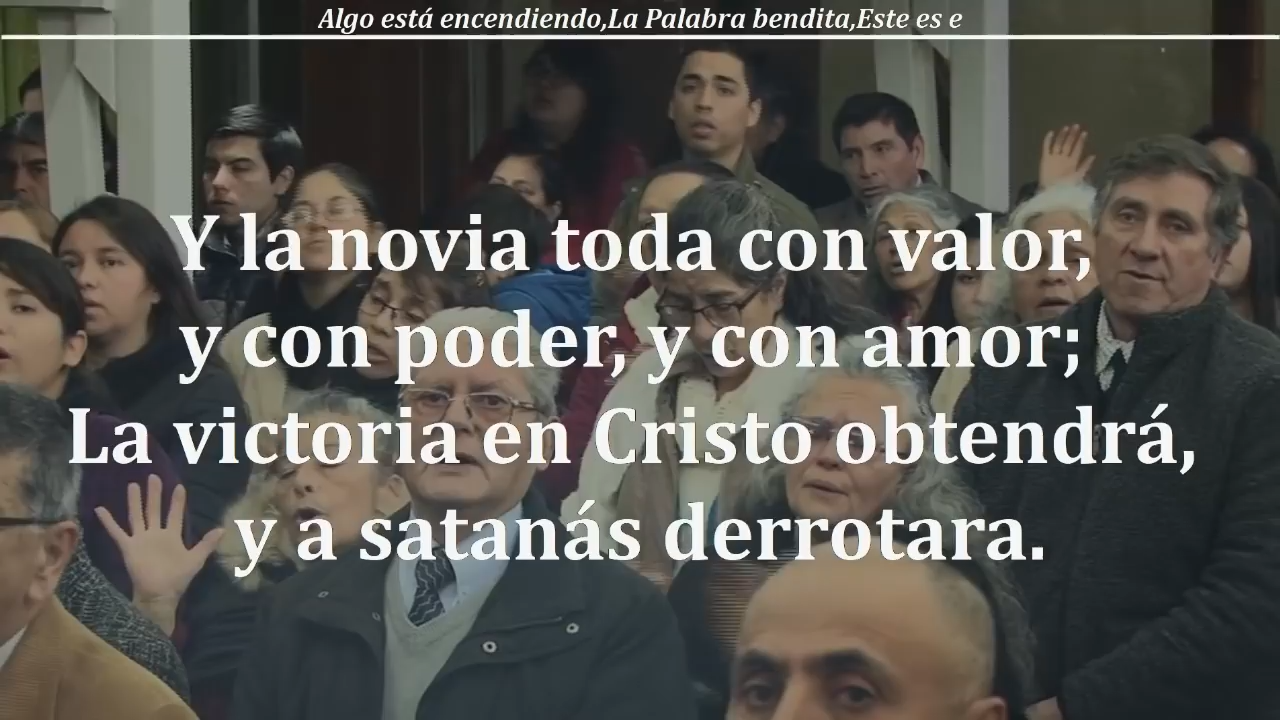 Algo está encendiendo,La Palabra bendita,Este es e
Y la novia toda con valor,
y con poder, y con amor;
La victoria en Cristo obtendrá,
y a satanás derrotara.